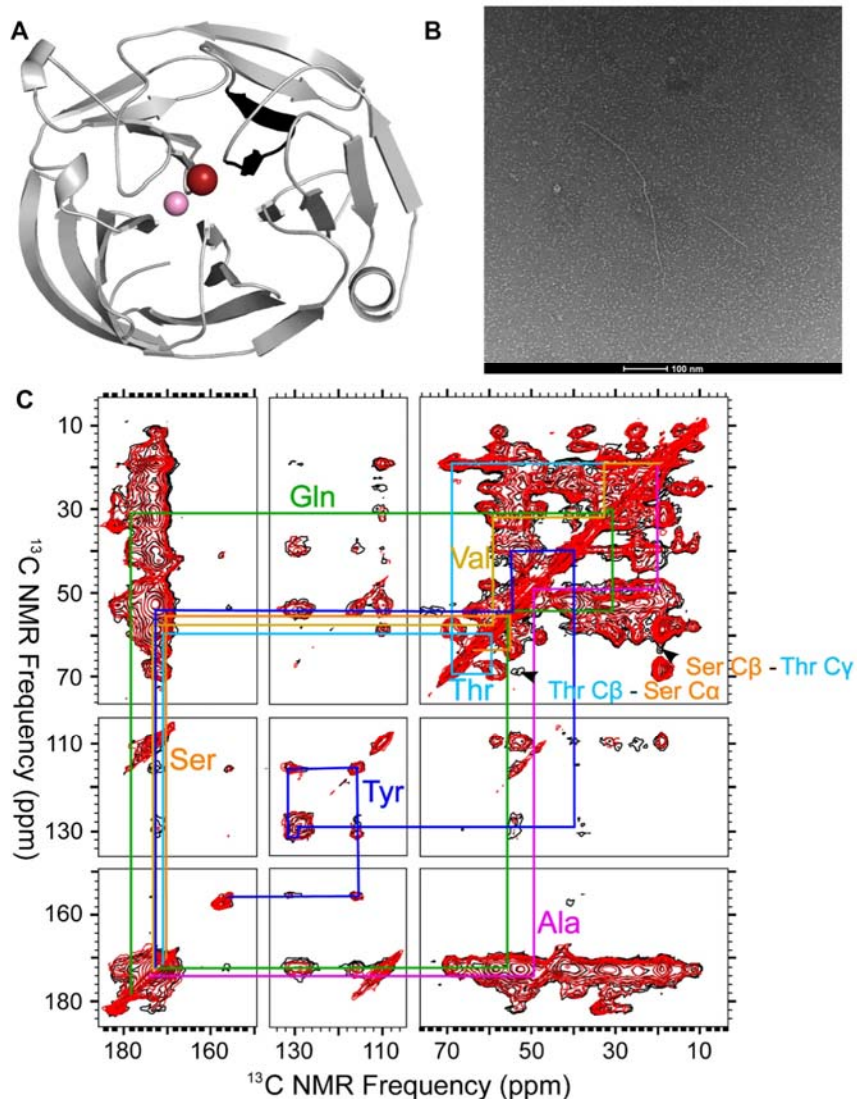 A
B
100 nm
C
¹³C NMR Frequency (ppm)
10
30
50
70
110
130
160
180
Gln
Val
Thr
Ser Cβ - Thr Cγ
Thr Cβ - Ser Cα
Ser
Tyr
Ala
180 160 130 110 70 50 30 10
¹³C NMR Frequency (ppm)